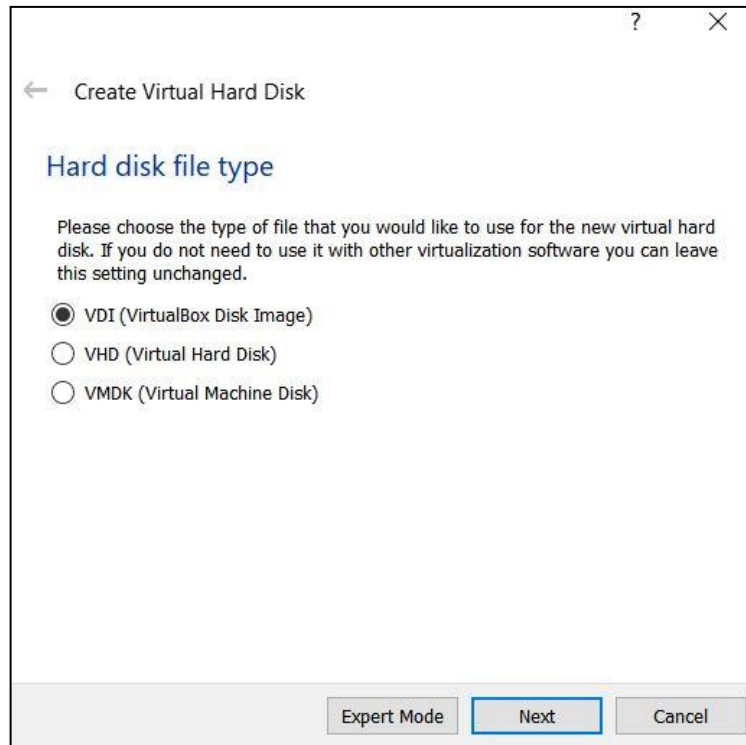 ?
Create Virtual Hard Disk
Hard disk file type
Please choose the type of file that you would like to use for the new virtual hard
disk. If you do not need to use it with other virtualization software you can leave
this setting unchanged.
VDI (VirtualBox Disk Image)
VHD (Virtual Hard Disk)
VMDK (Virtual Machine Disk)
Expert Mode Next Cancel